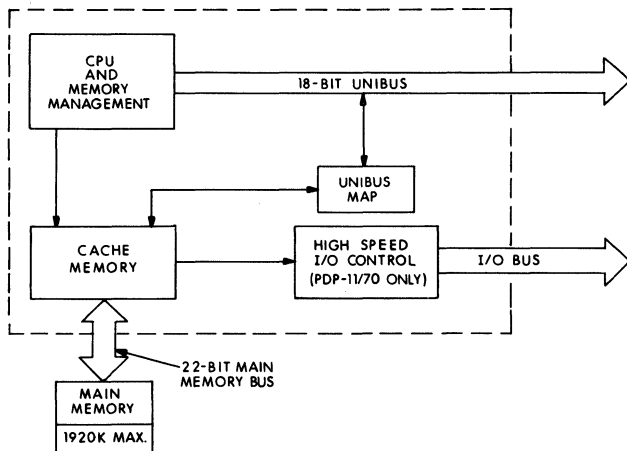 CPU
AND
MEMORY
MANAGEMENT
18-BIT UNIBUS
UNIBUS
MAP
CACHE
MEMORY
HIGH SPEED
I/O CONTROL
(PDP-11/70 ONLY)
I/O BUS
22-BIT MAIN
MEMORY BUS
MAIN
MEMORY
1920K MAX.